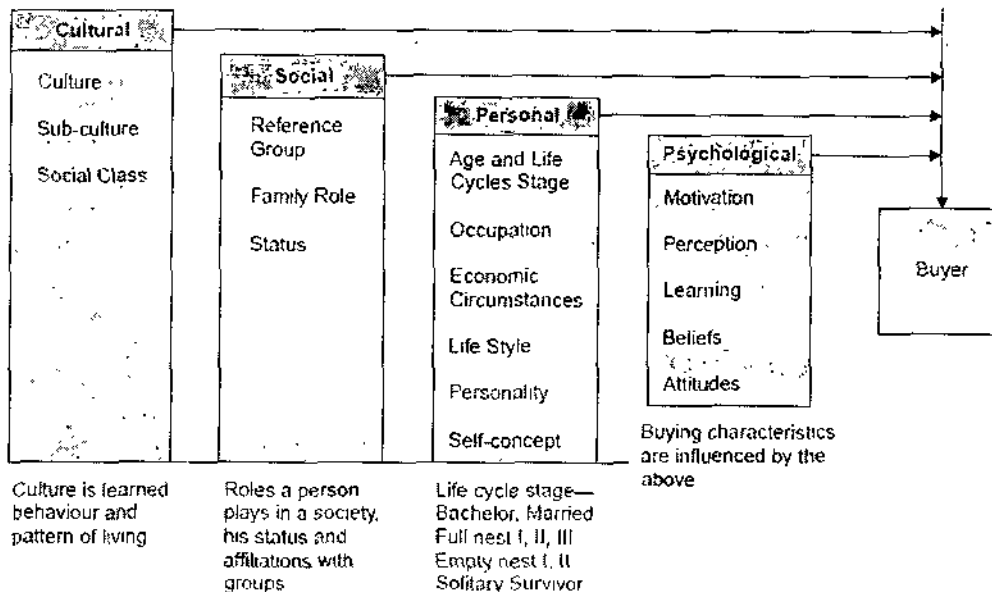 Cultural
Culture
Sub-culture
Social Class
Culture is learned
behaviour and
pattern of living
Social
Reference
Group
Family Role
Status
Roles a person
plays in a society,
his status and
affiliations with
groups
Personal
Age and Life
Cycles Stage
Occupation
Economic
Circumstances
Life Style
Personality
Self-concept
Life cycle stage—
Bachelor, Married
Full nest I, II, III
Empty nest I, II
Solitary Survivor
Psychological
Motivation
Perception
Learning
Beliefs
Attitudes
Buying characteristics
are influenced by the
above
Buyer